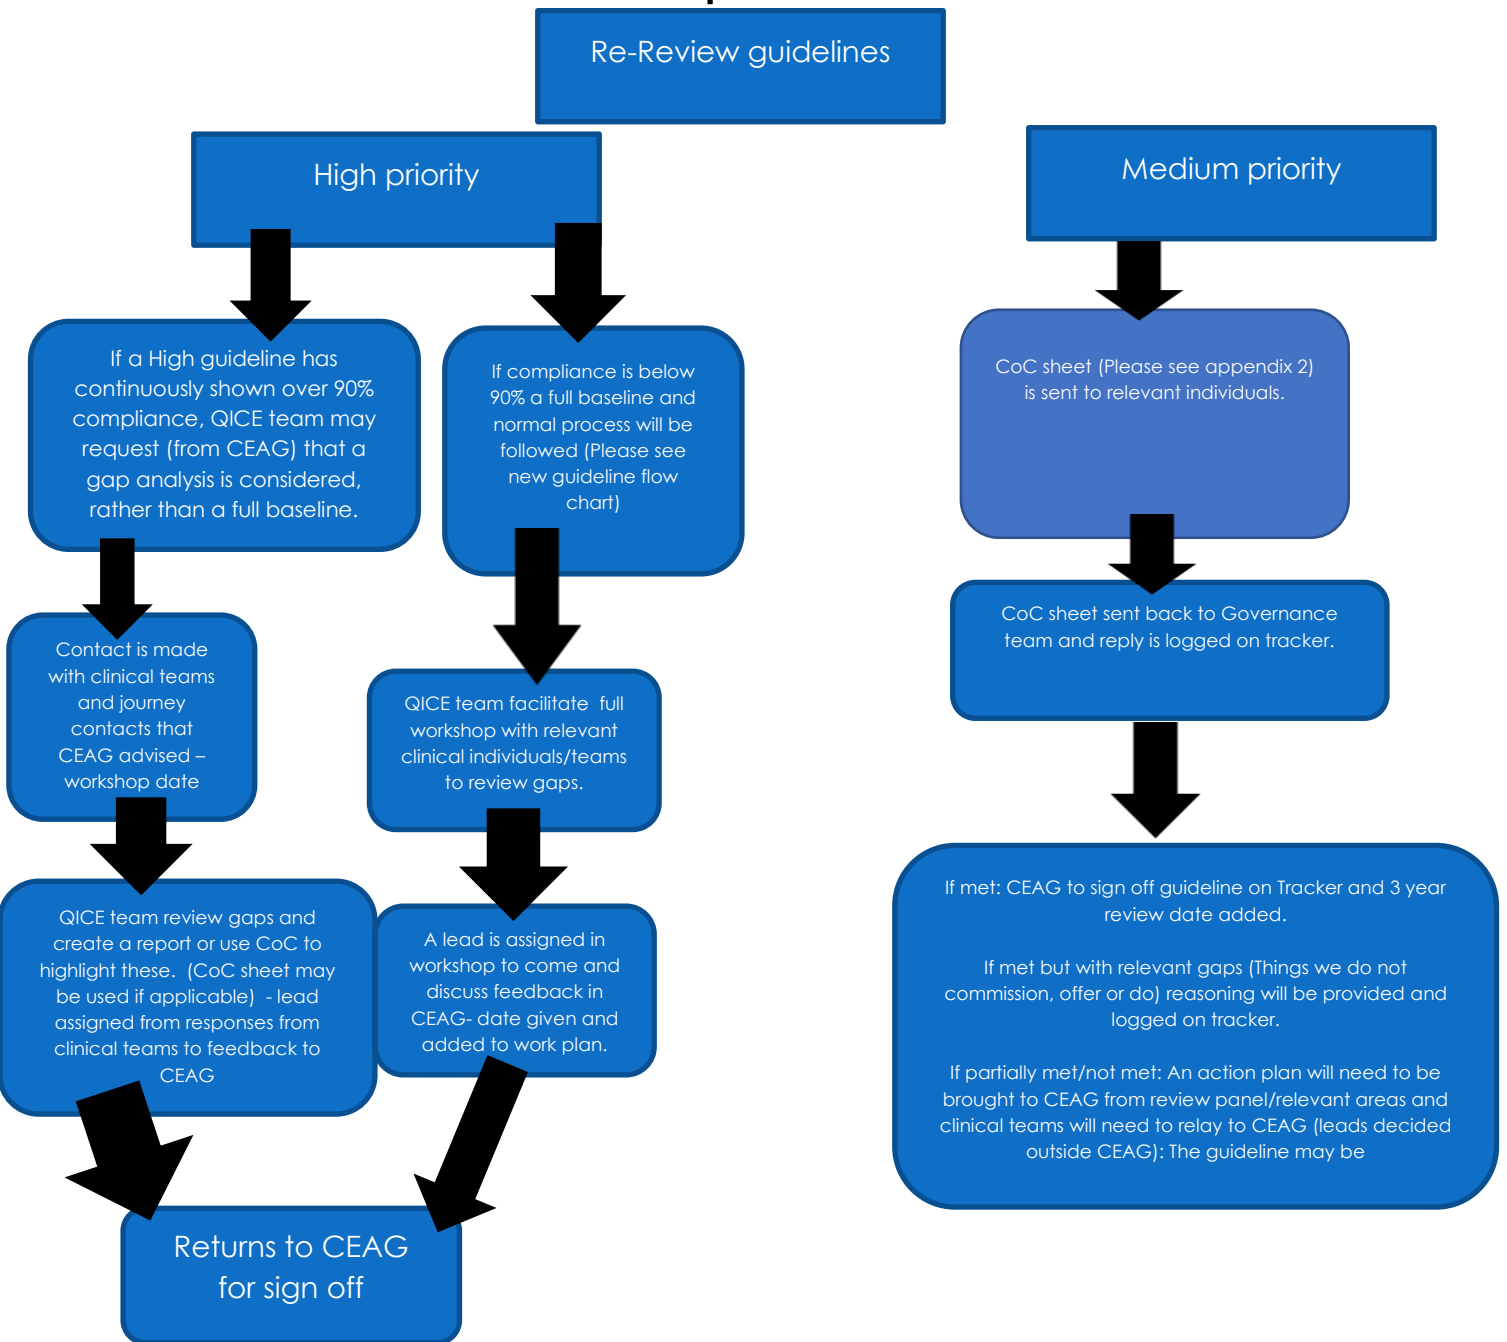 Re-Review guidelines
High priority
Medium priority
If a High guideline has
continuously shown over 90%
compliance, QICE team may
request (from CEAG) that a
gap analysis is considered,
rather than a full baseline.
If compliance is below
90% a full baseline and
normal process will be
followed (Please see
new guideline flow
chart)
CoC sheet (Please see appendix 2)
is sent to relevant individuals.
Contact is made
with clinical teams
and journey
contacts that
CEAG advised –
workshop date
QICE team facilitate  full
workshop with relevant
clinical individuals/teams
to review gaps.
CoC sheet sent back to Governance
team and reply is logged on tracker.
QICE team review gaps and
create a report or use CoC to
highlight these.  (CoC sheet may
be used if applicable)  - lead
assigned from responses from
clinical teams to feedback to
CEAG
A lead is assigned in
workshop to come and
discuss feedback in
CEAG- date given and
added to work plan.
If met: CEAG to sign off guideline on Tracker and 3 year
review date added.
If met but with relevant gaps (Things we do not
commission, offer or do) reasoning will be provided and
logged on tracker.
If partially met/not met: An action plan will need to be
brought to CEAG from review panel/relevant areas and
clinical teams will need to relay to CEAG (leads decided
outside CEAG): The guideline may be
Returns to CEAG
for sign off